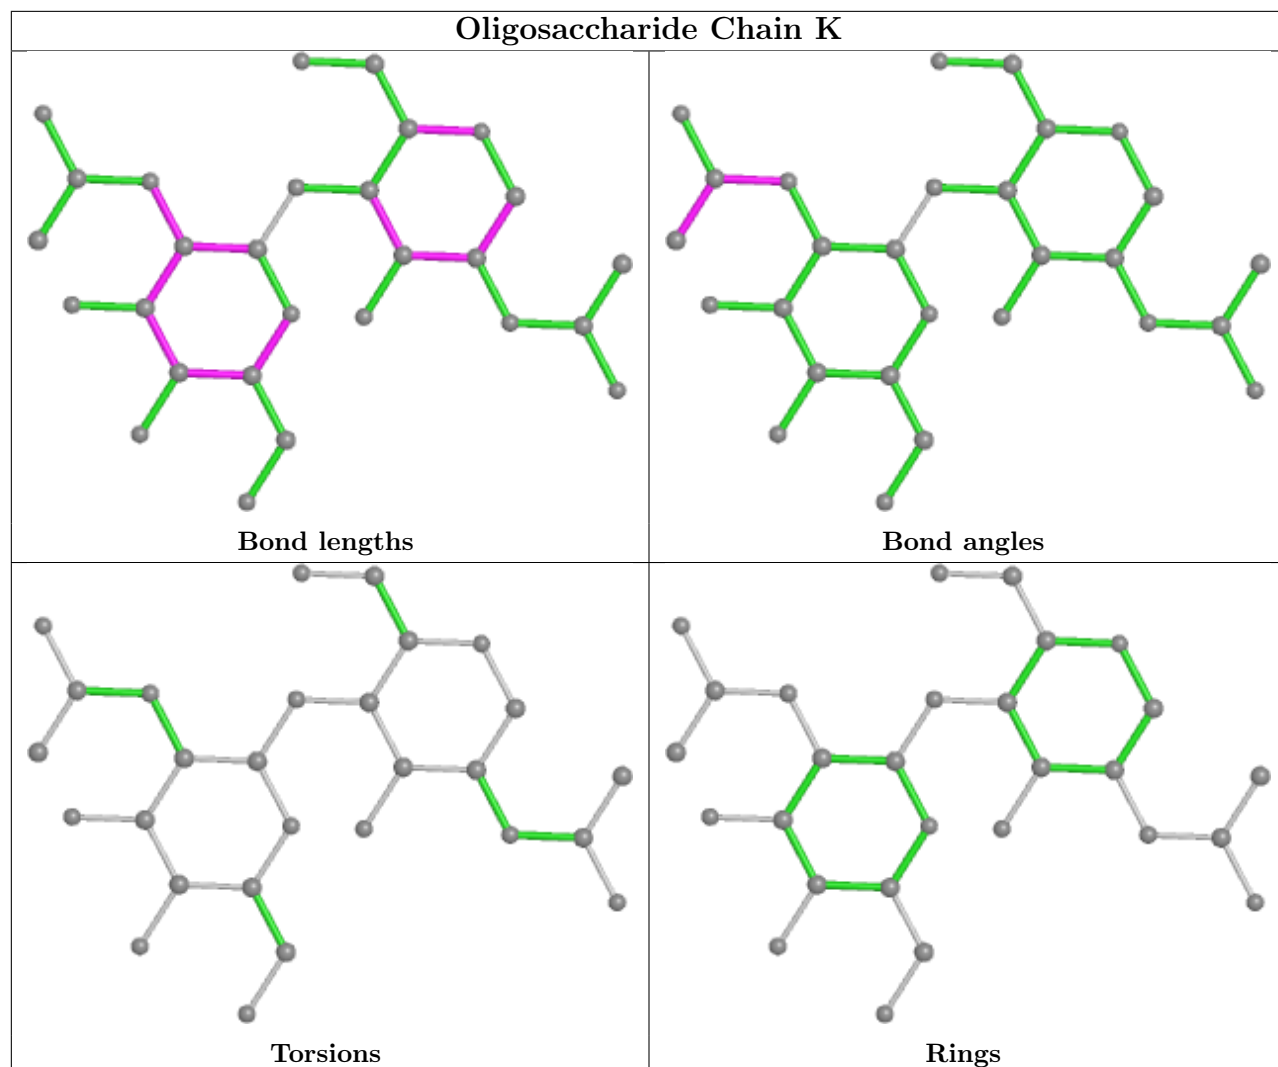 Oligosaccharide Chain K
Bond lengths
Bond angles
Torsions
Rings